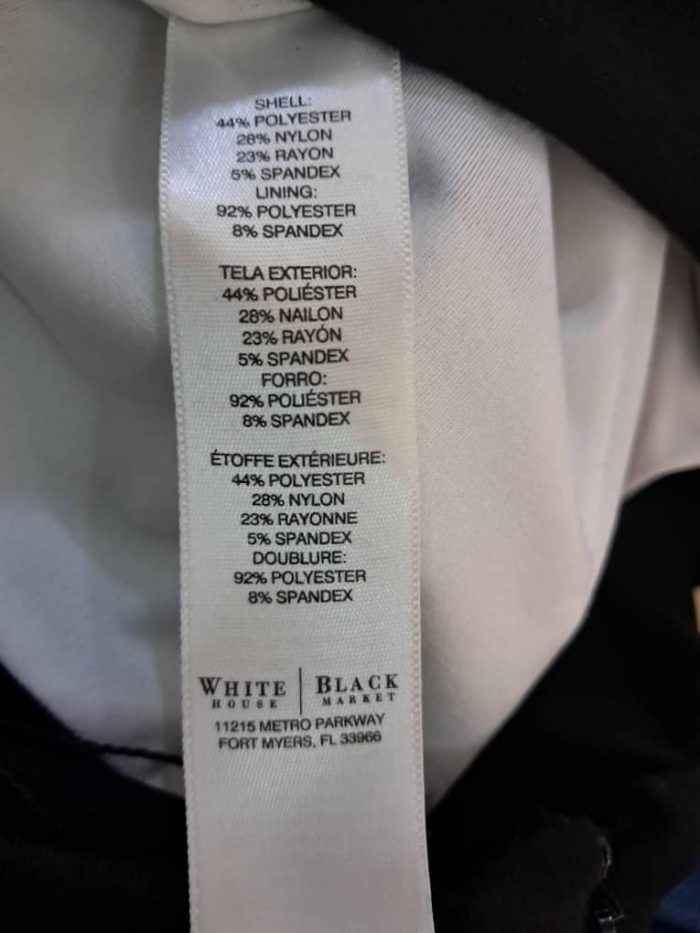 SHELL:
44% POLYESTER
28% NYLON
23% RAYON
5% SPANDEX
LINING:
92% POLYESTER
8% SPANDEX
TELA EXTERIOR:
44% POLIÉSTER
28% NAILON
23% RAYÓN
5% SPANDEX
FORRO:
92% POLIÉSTER
8% SPANDEX
ÉTOFFE EXTÉRIEURE:
44% POLYESTER
28% NYLON
23% RAYONNE
5% SPANDEX
DOUBLURE:
92% POLYESTER
8% SPANDEX
WHITE | BLACK
HOUSE | MARKET
11215 METRO PARKWAY
FORT MYERS, FL 33966